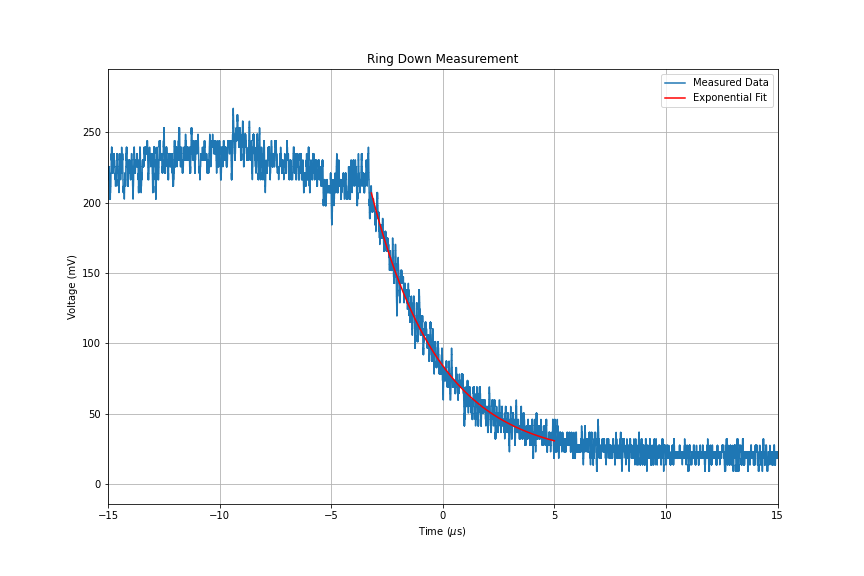 Ring Down Measurement
Measured Data
Exponential Fit
250
200
150
100
50
0
Voltage (mV)
−15
−10
−5
0
5
10
15
Time (μs)